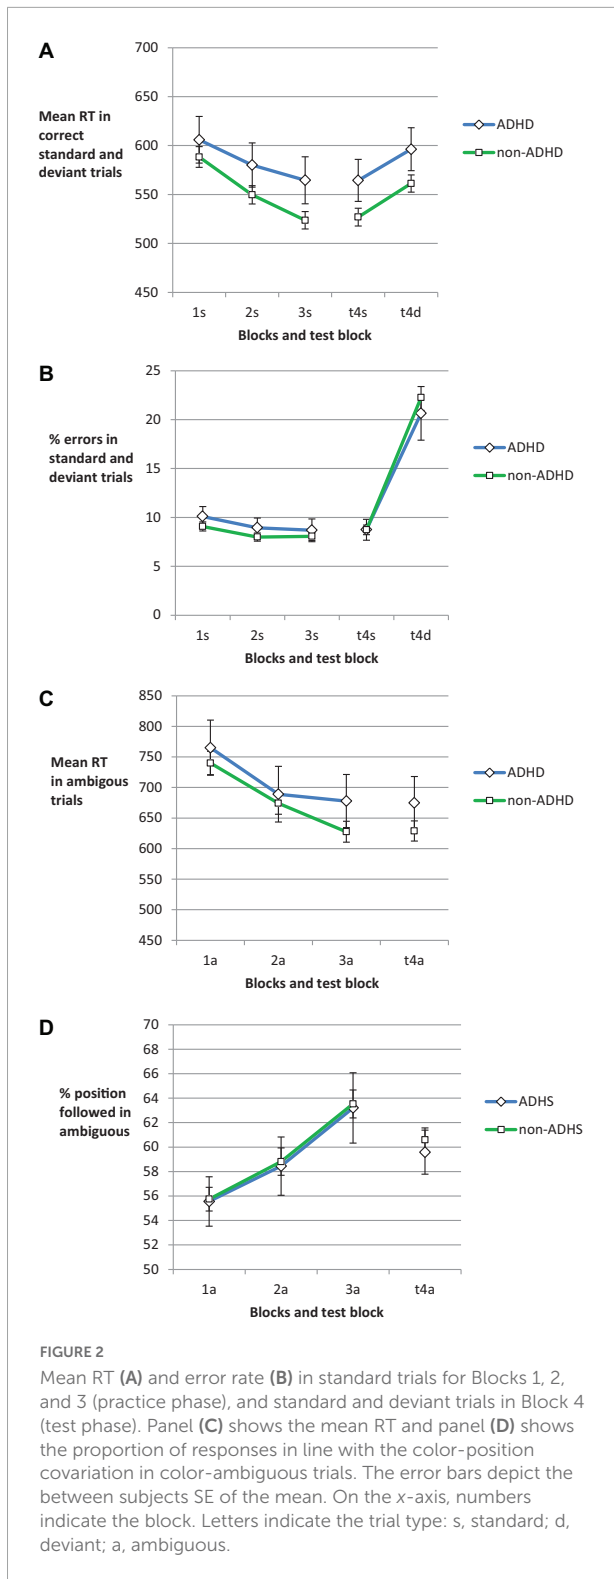 A
700
650
600
550
500
450
Mean RT in
correct
standard and
deviant trials
ADHD
non-ADHD
1s 2s 3s t4s t4d
Blocks and test block
B
25
20
15
10
5
0
% errors in
standard and
deviant trials
ADHD
non-ADHD
1s 2s 3s t4s t4d
Blocks and test block
C
850
800
750
700
650
600
550
500
450
Mean RT
in ambigous
trials
ADHD
non-ADHD
1a 2a 3a t4a
Blocks and test block
D
70
68
66
64
62
60
58
56
54
52
50
% position
followed in
ambiguous
ADHS
non-ADHS
1a 2a 3a t4a
Blocks and test block
FIGURE 2
Mean RT (A) and error rate (B) in standard trials for Blocks 1, 2,
and 3 (practice phase), and standard and deviant trials in Block 4
(test phase). Panel (C) shows the mean RT and panel (D) shows
the proportion of responses in line with the color-position
covariation in color-ambiguous trials. The error bars depict the
between subjects SE of the mean. On the x-axis, numbers
indicate the block. Letters indicate the trial type: s, standard; d,
deviant; a, ambiguous.